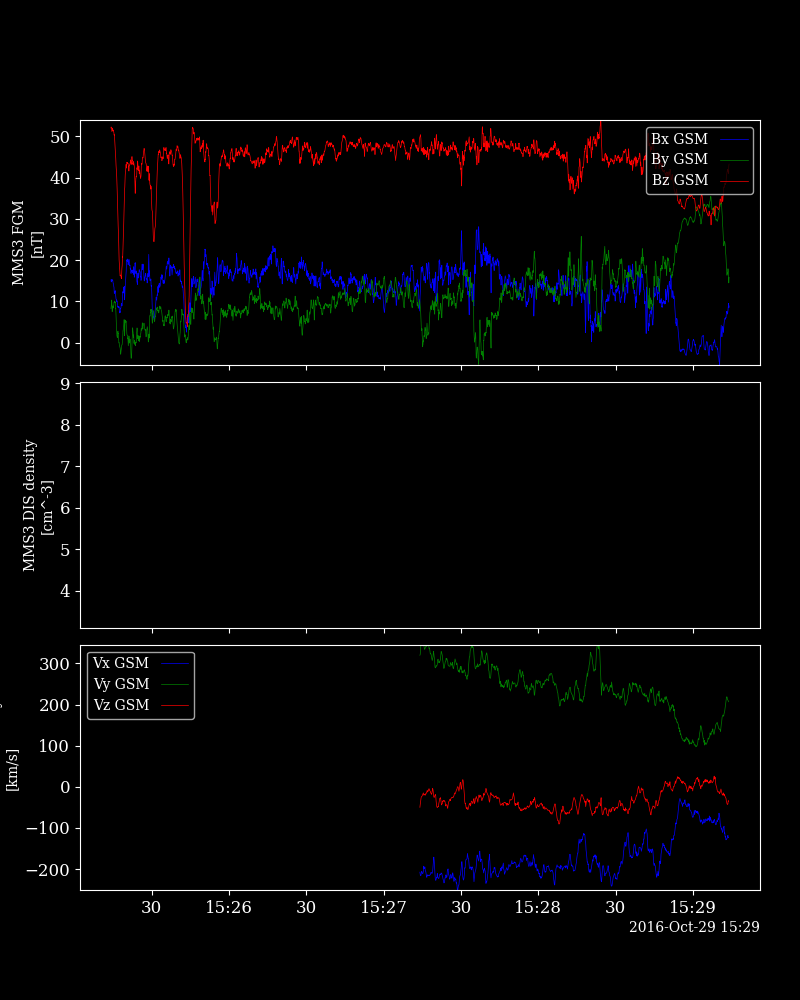 50
40
30
20
10
0
MMS3 FGM
[nT]
Bx GSM
By GSM
Bz GSM
9
8
7
6
5
4
MMS3 DIS density
[cm^-3]
300
200
100
0
−100
−200
[km/s]
Vx GSM
Vy GSM
Vz GSM
30 15:26 30 15:27 30 15:28 30 15:29
2016-Oct-29 15:29